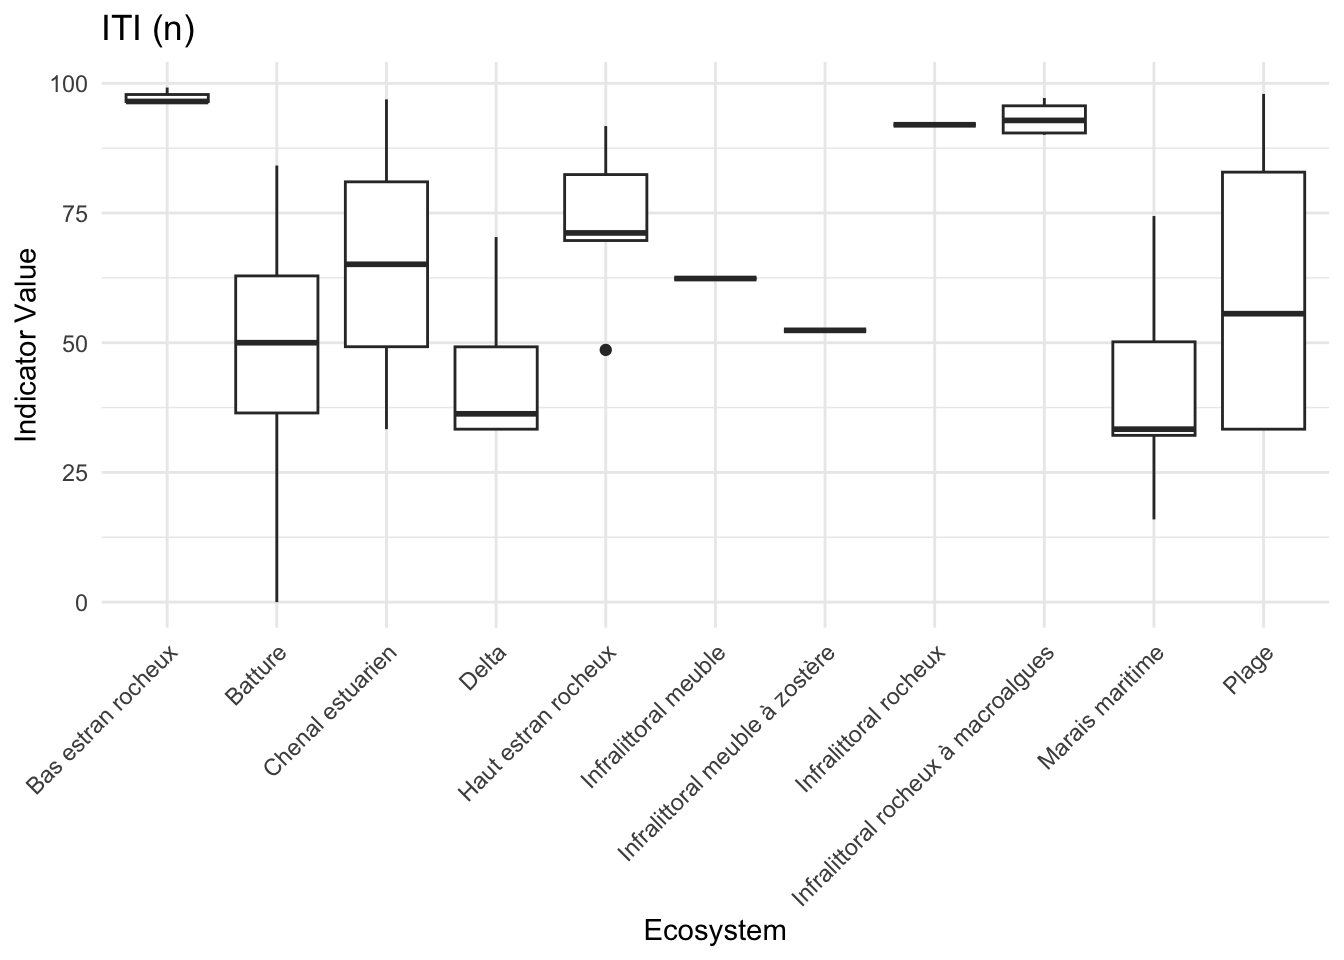 ITI (n)
Indicator Value
100
75
50
25
0
Bas estran rocheux
Batture
Chenal estuarien
Delta
Haut estran rocheux
Infralittoral meuble
Infralittoral meuble à zostère
Infralittoral rocheux
Infralittoral rocheux à macroalgues
Marais maritime
Plage
Ecosystem